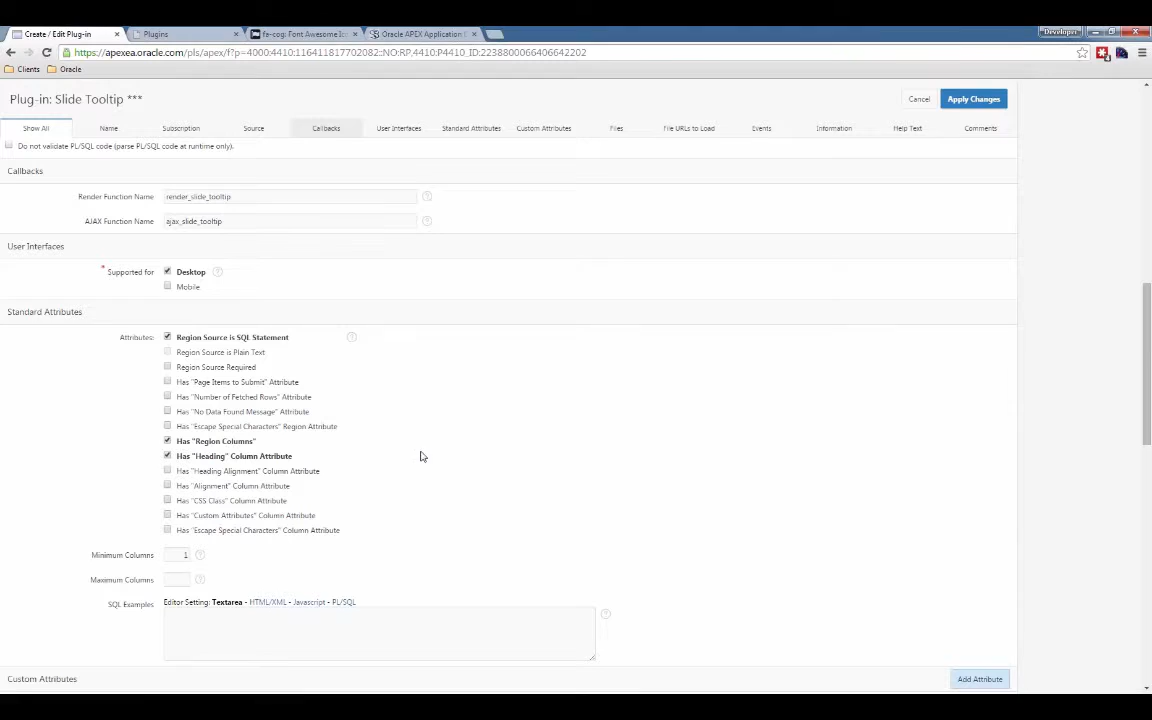 Developer
Create / Edit Plug-in
Plugins
fa-cog: Font Awesome Ic
Oracle APEX Application
https://apexea.oracle.com/pls/apex/f?p=4000:4410:116411817702082::NO:RP,4410:P4410_ID:2238800066406642202
Clients
Oracle
Plug-in: Slide Tooltip ***
Cancel
Apply Changes
Show All
Name
Subscription
Source
Callbacks
User Interfaces
Standard Attributes
Custom Attributes
Files
File URLs to Load
Events
Information
Help Text
Comments
Do not validate PL/SQL code (parse PL/SQL code at runtime only).
Callbacks
Render Function Name render_slide_tooltip
AJAX Function Name ajax_slide_tooltip
User Interfaces
* Supported for Desktop
Mobile
Standard Attributes
Attributes: Region Source is SQL Statement
Region Source is Plain Text
Region Source Required
Has "Page Items to Submit" Attribute
Has "Number of Fetched Rows" Attribute
Has "No Data Found Message" Attribute
Has "Escape Special Characters" Region Attribute
Has "Region Columns"
Has "Heading" Column Attribute
Has "Heading Alignment" Column Attribute
Has "Alignment" Column Attribute
Has "CSS Class" Column Attribute
Has "Custom Attributes" Column Attribute
Has "Escape Special Characters" Column Attribute
Minimum Columns 1
Maximum Columns
SQL Examples Editor Setting: Textarea - HTML/XML - Javascript - PL/SQL
Custom Attributes
Add Attribute